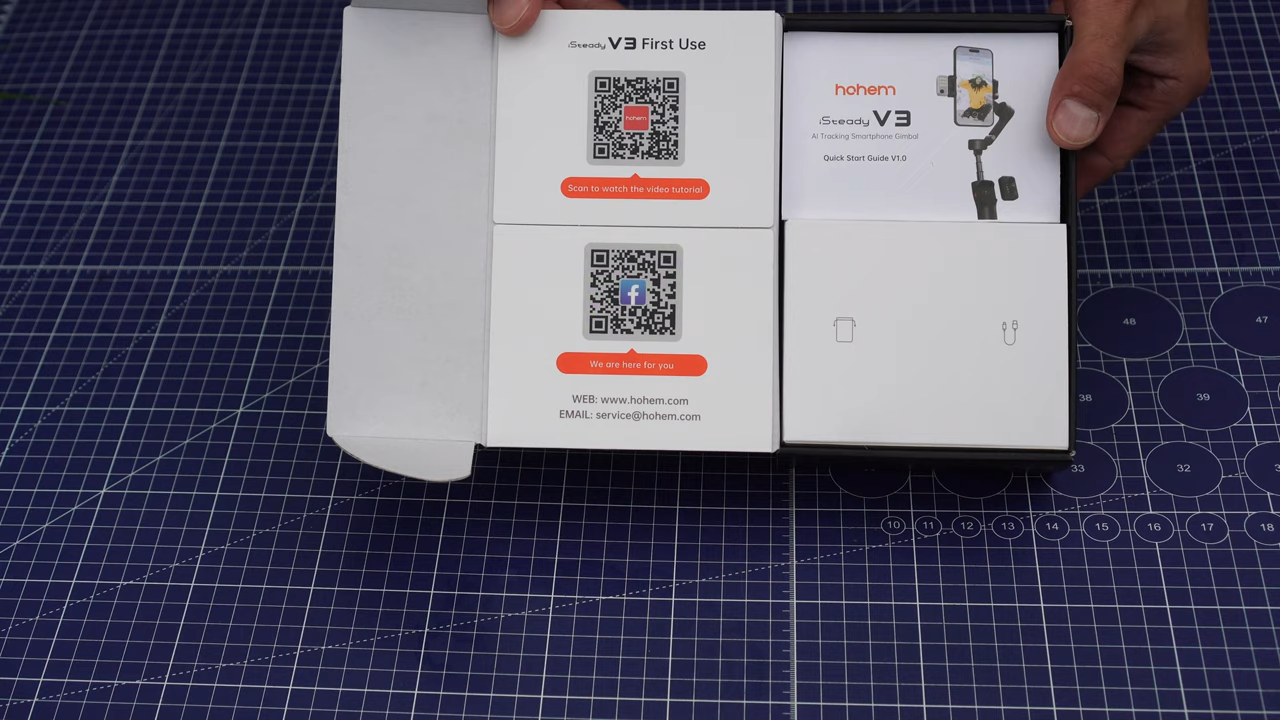 iSteady V3 First Use
hohem
Scan to watch the video tutorial
We are here for you
WEB: www.hohem.com
EMAIL: service@hohem.com
hohem
iSteady V3
AI Tracking Smartphone Gimbal
Quick Start Guide V1.0
48
47
38
39
33
32
10
11
12
13
14
15
16
17
18